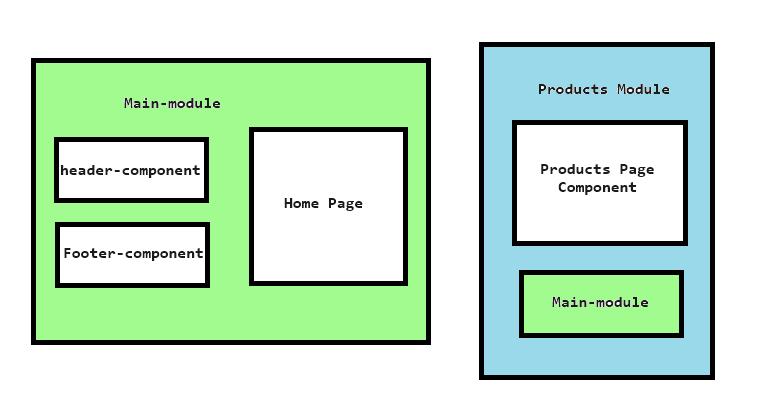 Main-module
header-component
Footer-component
Home Page
Products Module
Products Page
Component
Main-module